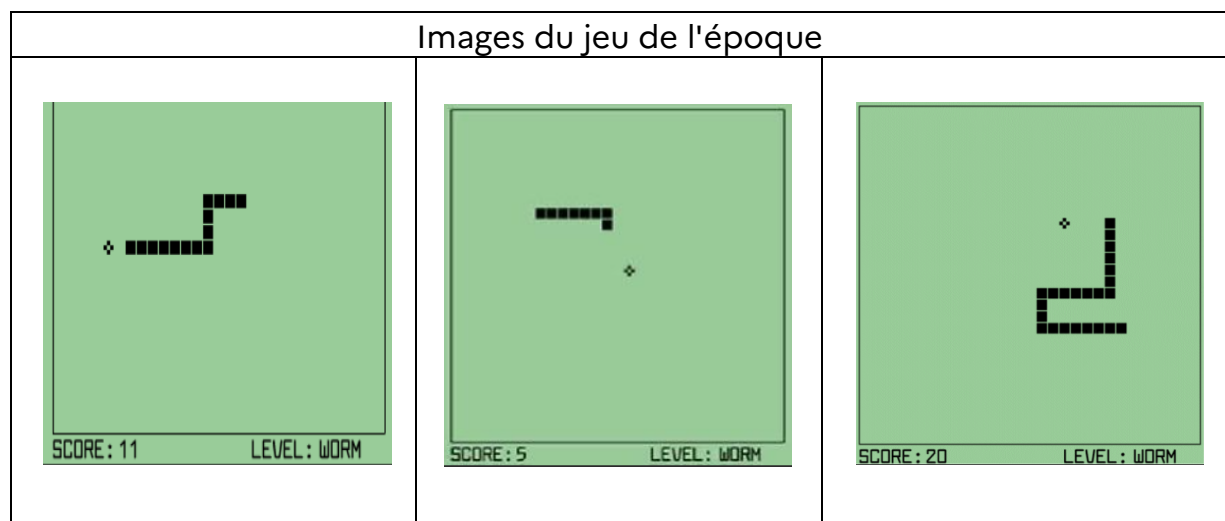 Images du jeu de l'époque
SCORE: 11 LEVEL: WORM
SCORE: 5 LEVEL: WORM
SCORE: 20 LEVEL: WORM